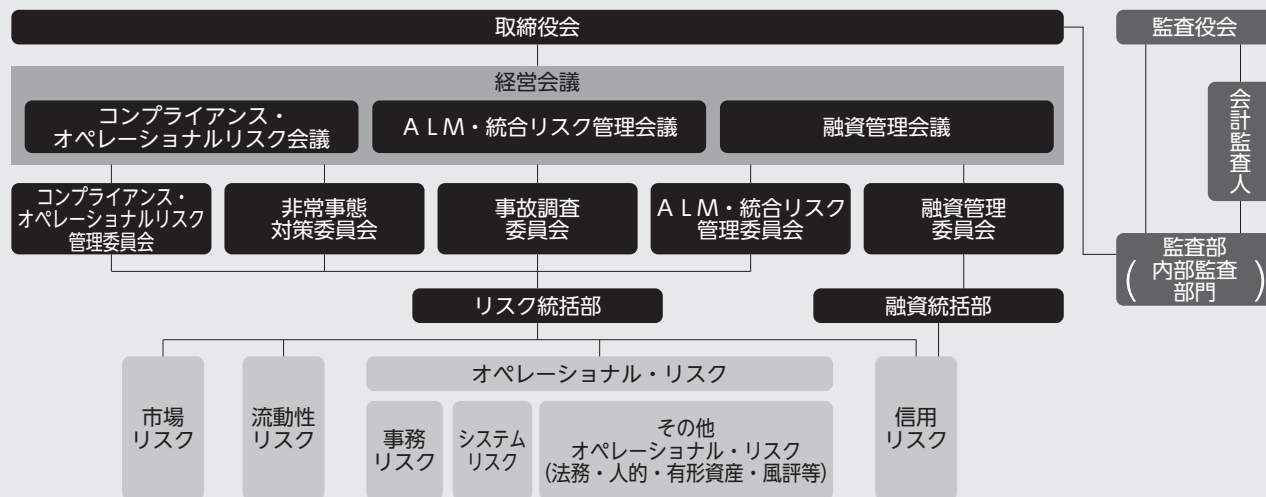 取締役会
監査役会
経営会議
コンプライアンス・
オペレーショナルリスク会議
ALM・統合リスク管理会議
融資管理会議
会計監査人
コンプライアンス・
オペレーショナルリスク
管理委員会
非常事態
対策委員会
事故調査
委員会
ALM・統合リスク
管理委員会
融資管理
委員会
監査部
(内部監査
部門)
リスク統括部
融資統括部
市場
リスク
流動性
リスク
オペレーショナル・リスク
事務
リスク
システム
リスク
その他
オペレーショナル・リスク
(法務・人的・有形資産・風評等)
信用
リスク